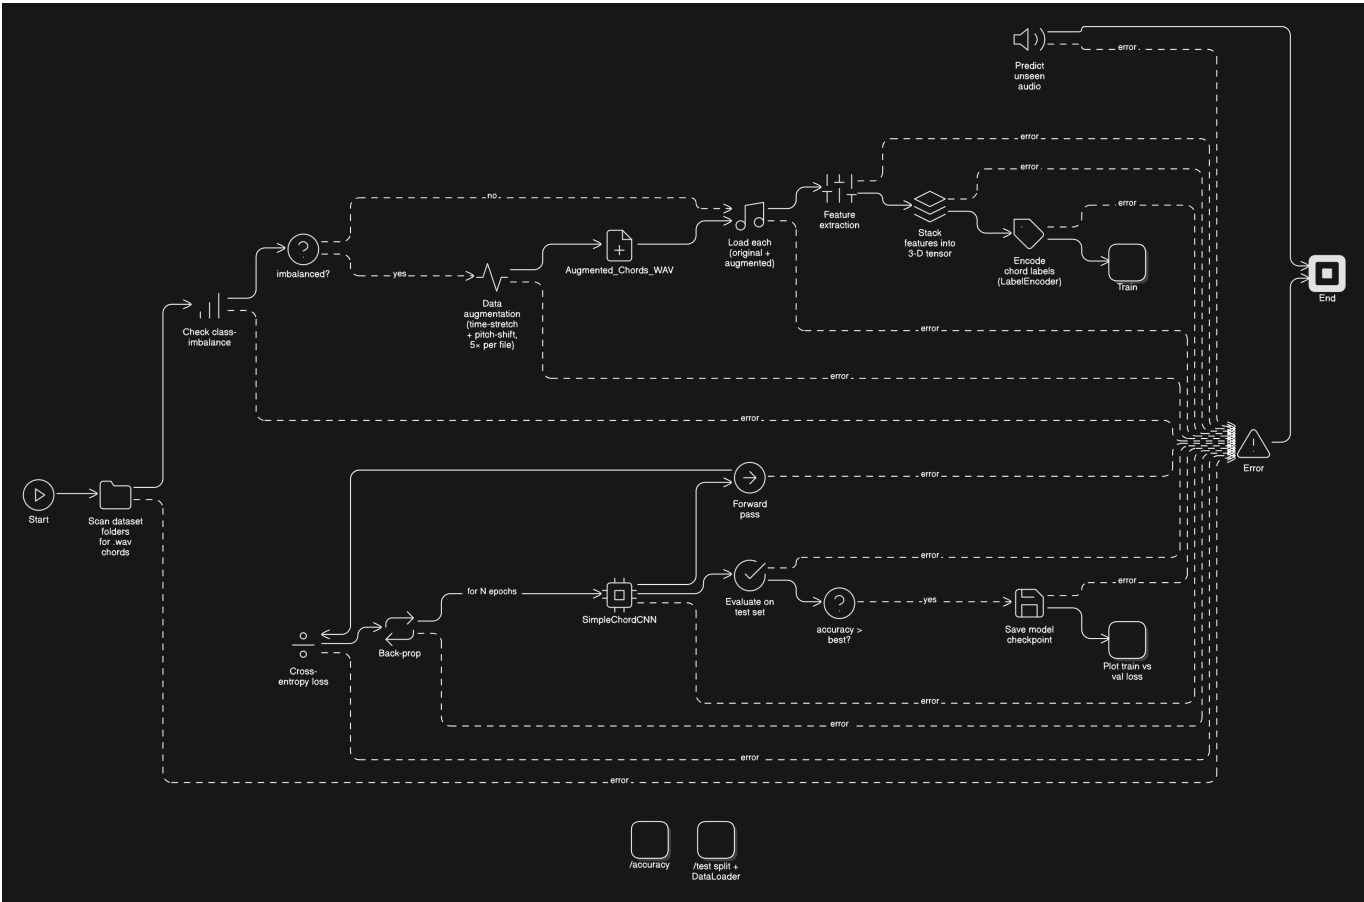 Predict
unseen
audio
error
error
error
error
no
Feature
extraction
Stack
features into
3-D tensor
Encode
chord labels
(LabelEncoder)
Train
Load each
(original +
augmented)
Augmented_Chords_WAV
imbalanced?
yes
Data
augmentation
(time-stretch
+ pitch-shift,
5× per file)
End
Check class-
imbalance
error
error
error
Error
Start
Scan dataset
folders
for .wav
chords
Forward
pass
error
error
error
for N epochs
SimpleChordCNN
Evaluate on
test set
accuracy >
best?
yes
Save model
checkpoint
Plot train vs
val loss
Back-prop
Cross-
entropy loss
error
error
error
error
/accuracy
/test split +
DataLoader